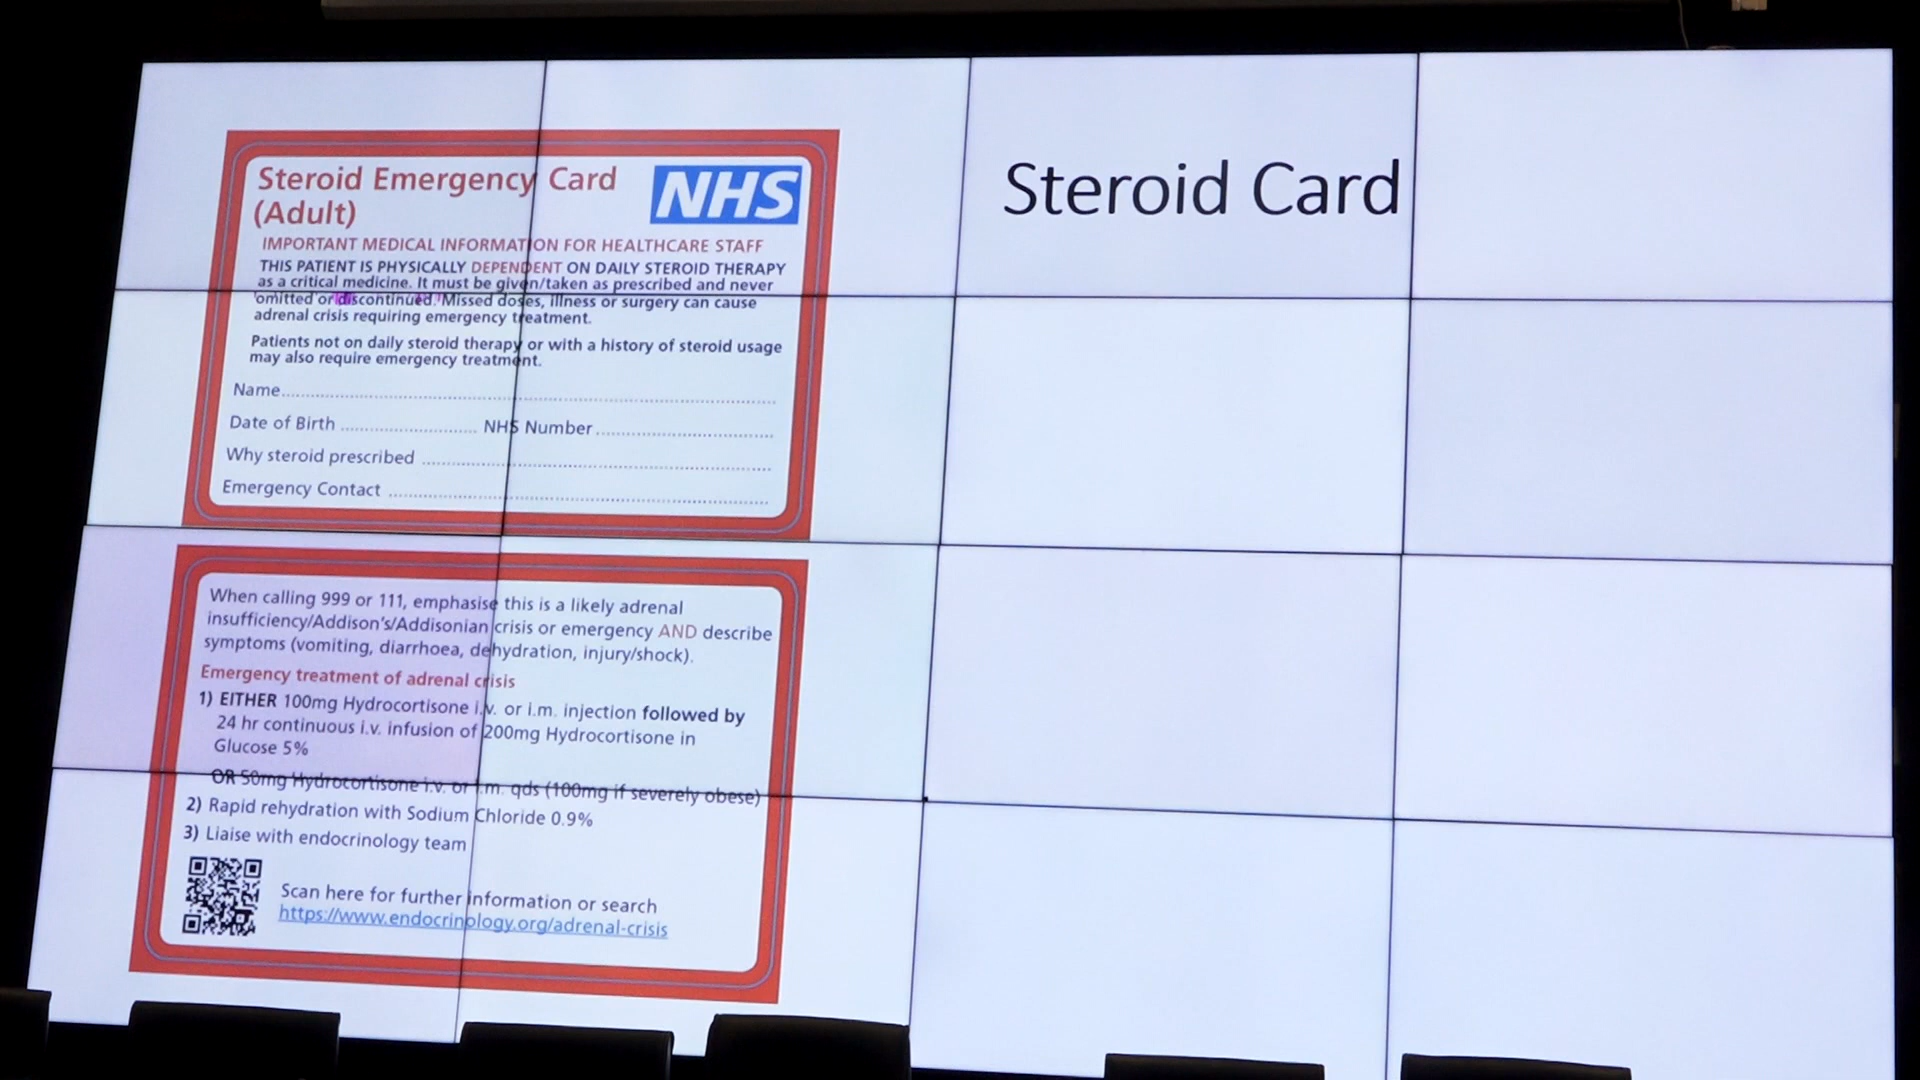 Steroid Card
Steroid Emergency Card
(Adult)
NHS
IMPORTANT MEDICAL INFORMATION FOR HEALTHCARE STAFF
THIS PATIENT IS PHYSICALLY DEPENDENT ON DAILY STEROID THERAPY
as a critical medicine. It must be given/taken as prescribed and never
omitted or discontinued. Missed doses, illness or surgery can cause
adrenal crisis requiring emergency treatment.
Patients not on daily steroid therapy or with a history of steroid usage
may also require emergency treatment.
Name
Date of Birth NHS Number
Why steroid prescribed
Emergency Contact
When calling 999 or 111, emphasise this is a likely adrenal
insufficiency/Addison's/Addisonian crisis or emergency AND describe
symptoms (vomiting, diarrhoea, dehydration, injury/shock).
Emergency treatment of adrenal crisis
1) EITHER 100mg Hydrocortisone i.v. or i.m. injection followed by
24 hr continuous i.v. infusion of 200mg Hydrocortisone in
Glucose 5%
OR 50mg Hydrocortisone i.v. or i.m. qds (100mg if severely obese)
2) Rapid rehydration with Sodium Chloride 0.9%
3) Liaise with endocrinology team
Scan here for further information or search
https://www.endocrinology.org/adrenal-crisis